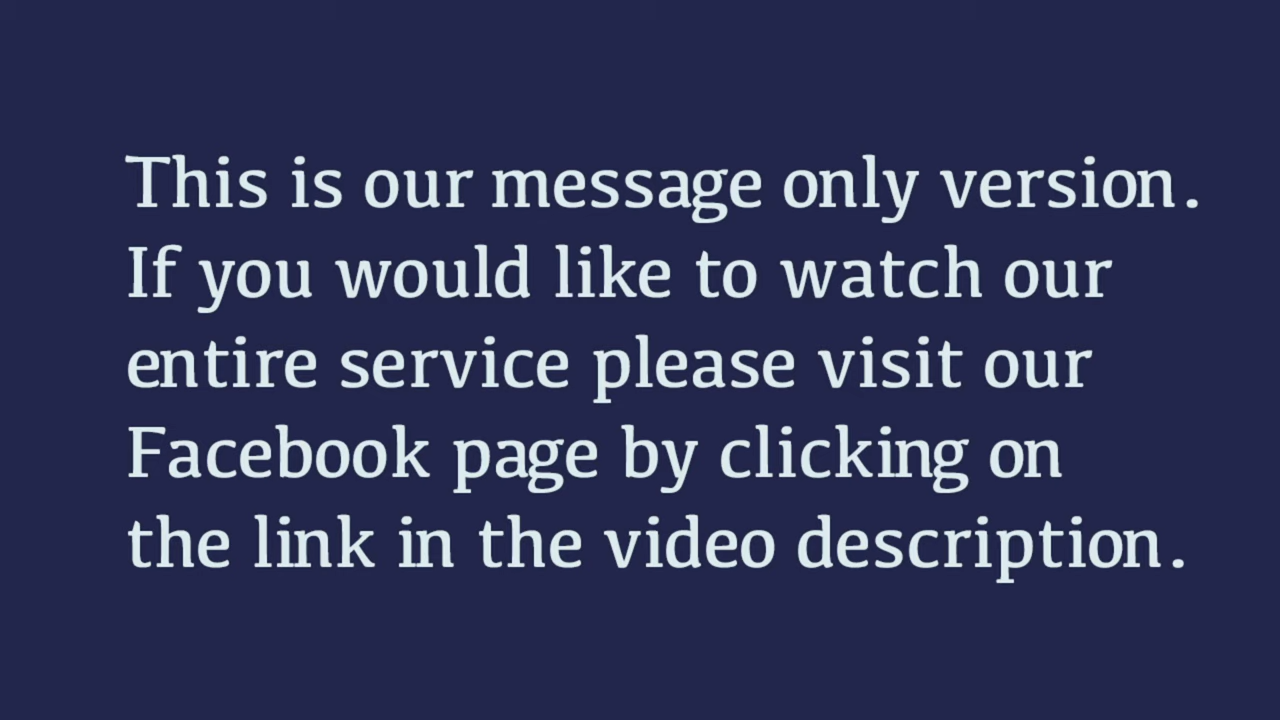 This is our message only version.
If you would like to watch our
entire service please visit our
Facebook page by clicking on
the link in the video description.